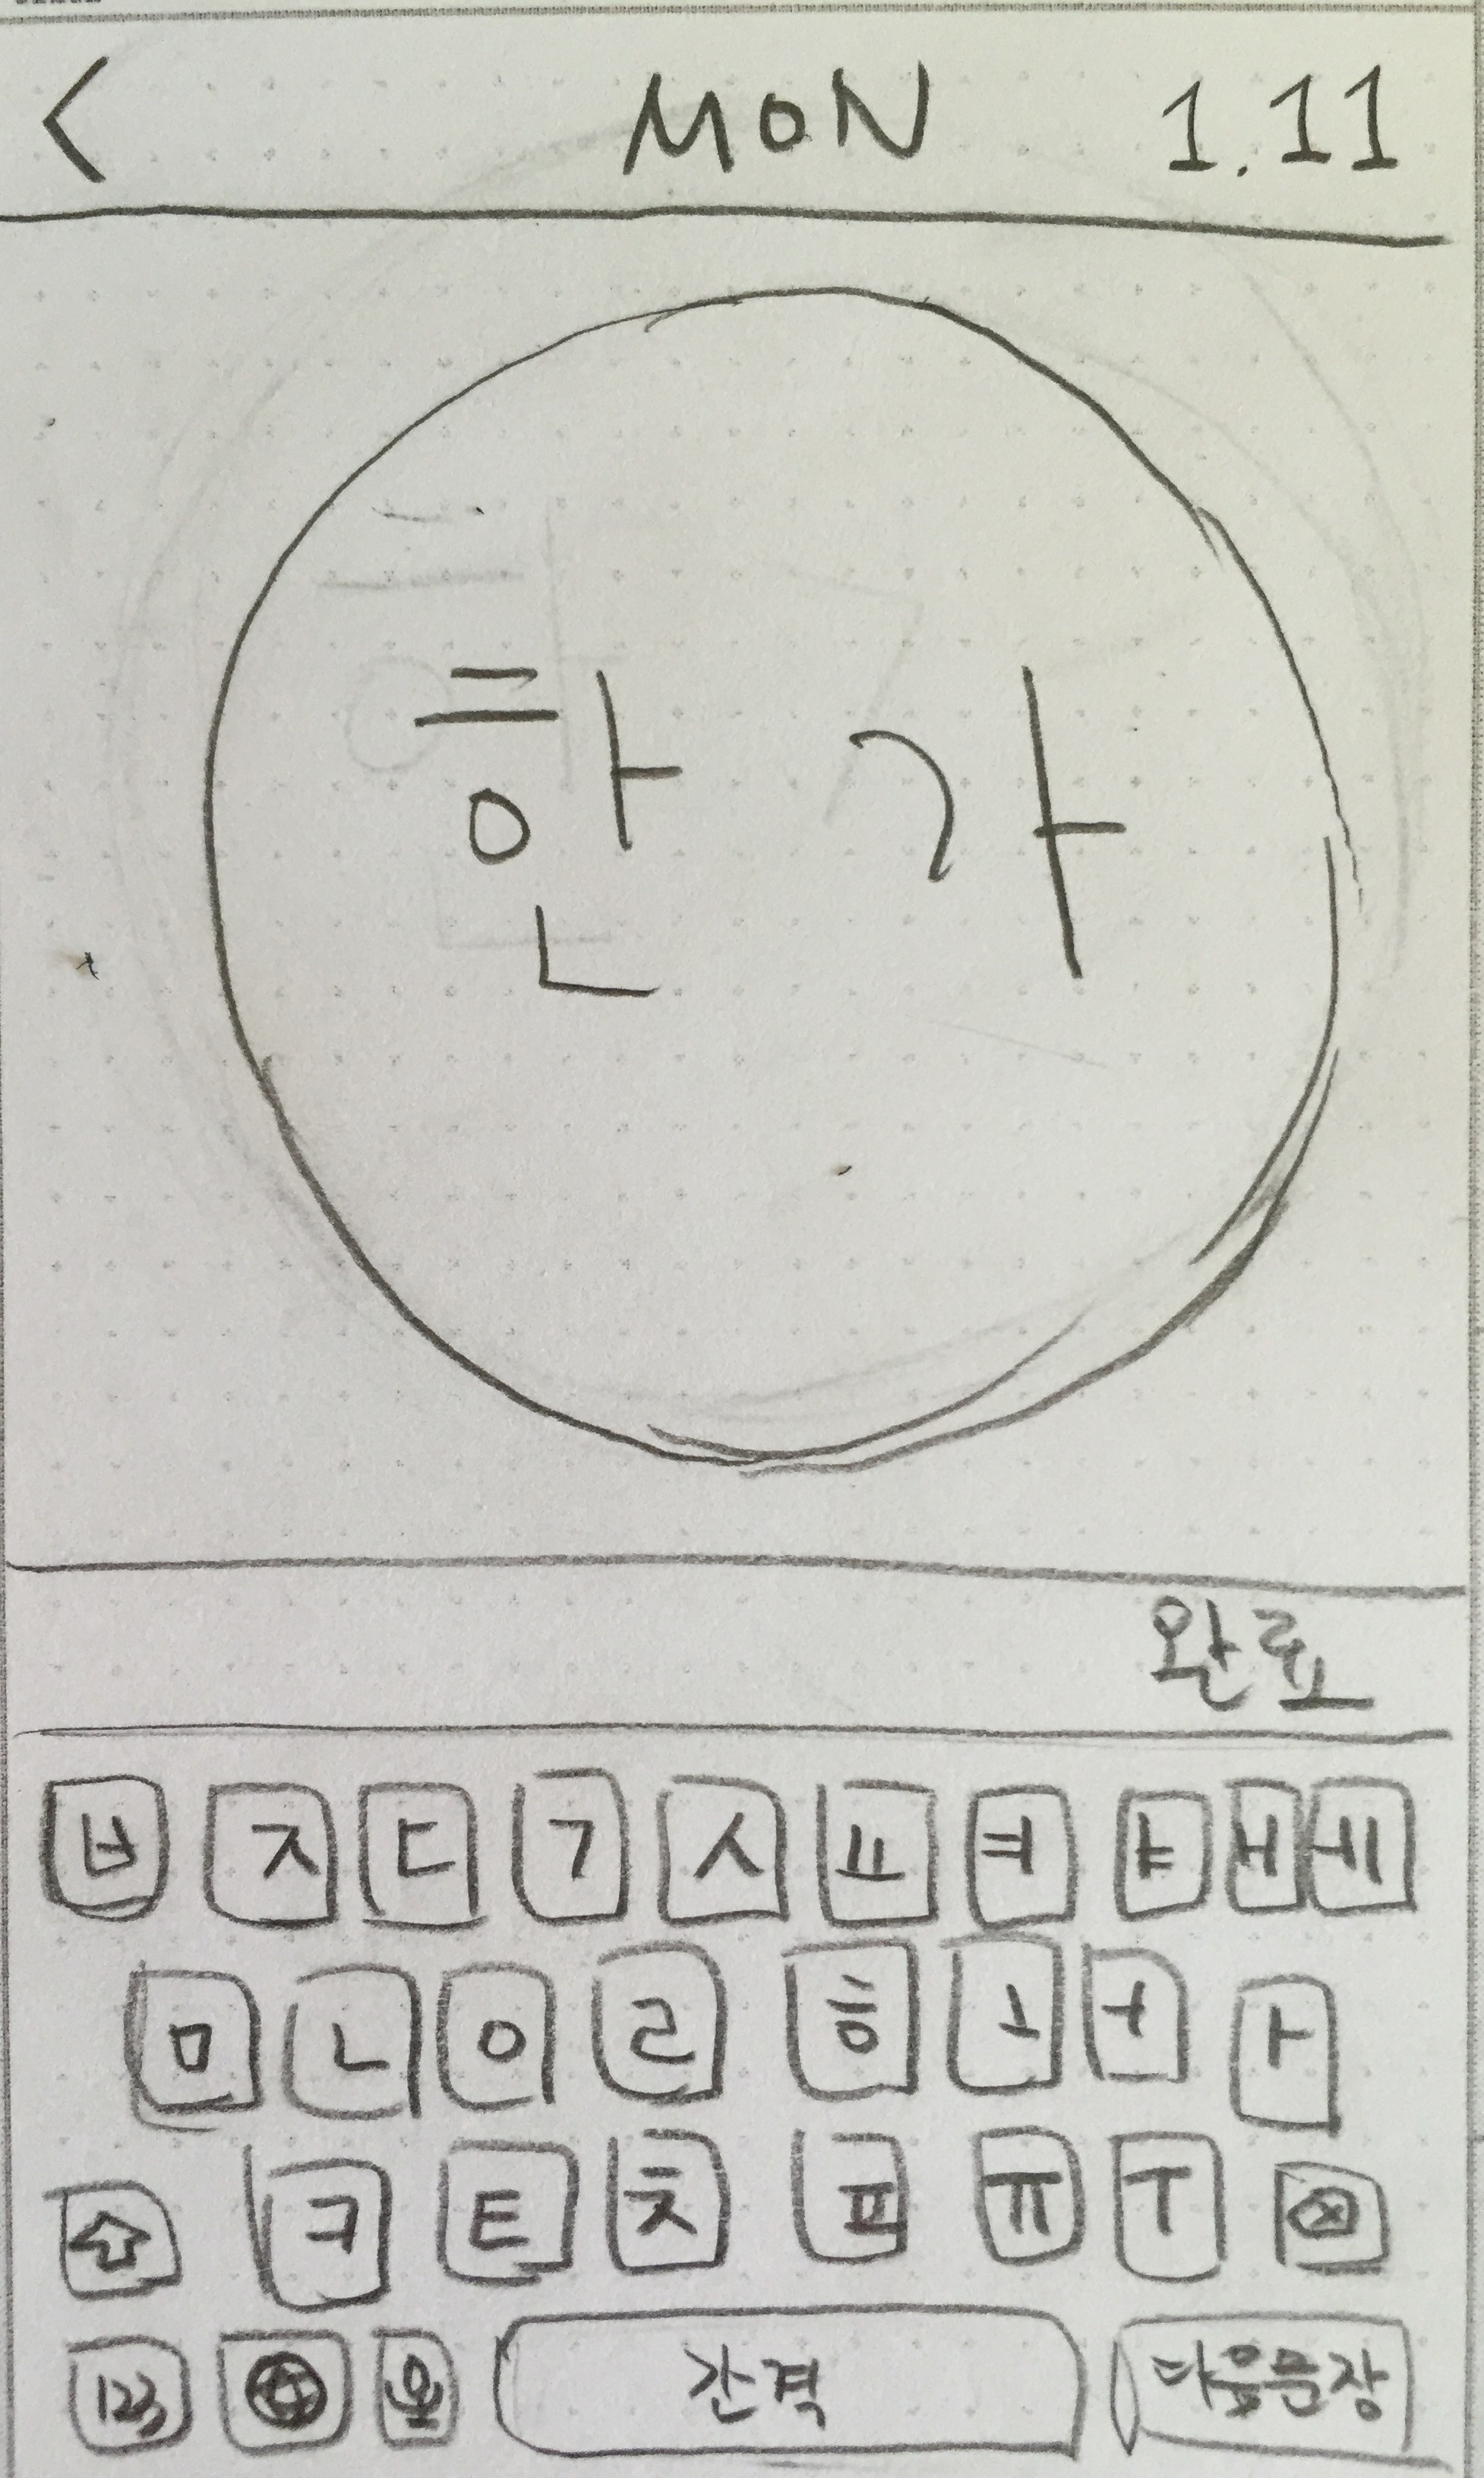 < MON 1.11
한 가
완료
ㅂ ㅈ ㄷ ㄱ ㅅ ㅛ ㅕ ㅑ ㅐ ㅔ
ㅁ ㄴ ㅇ ㄹ ㅎ ㅗ ㅓ ㅏ
ㅋ ㅌ ㅊ ㅍ ㅠ ㅜ
123 간격 다음문장